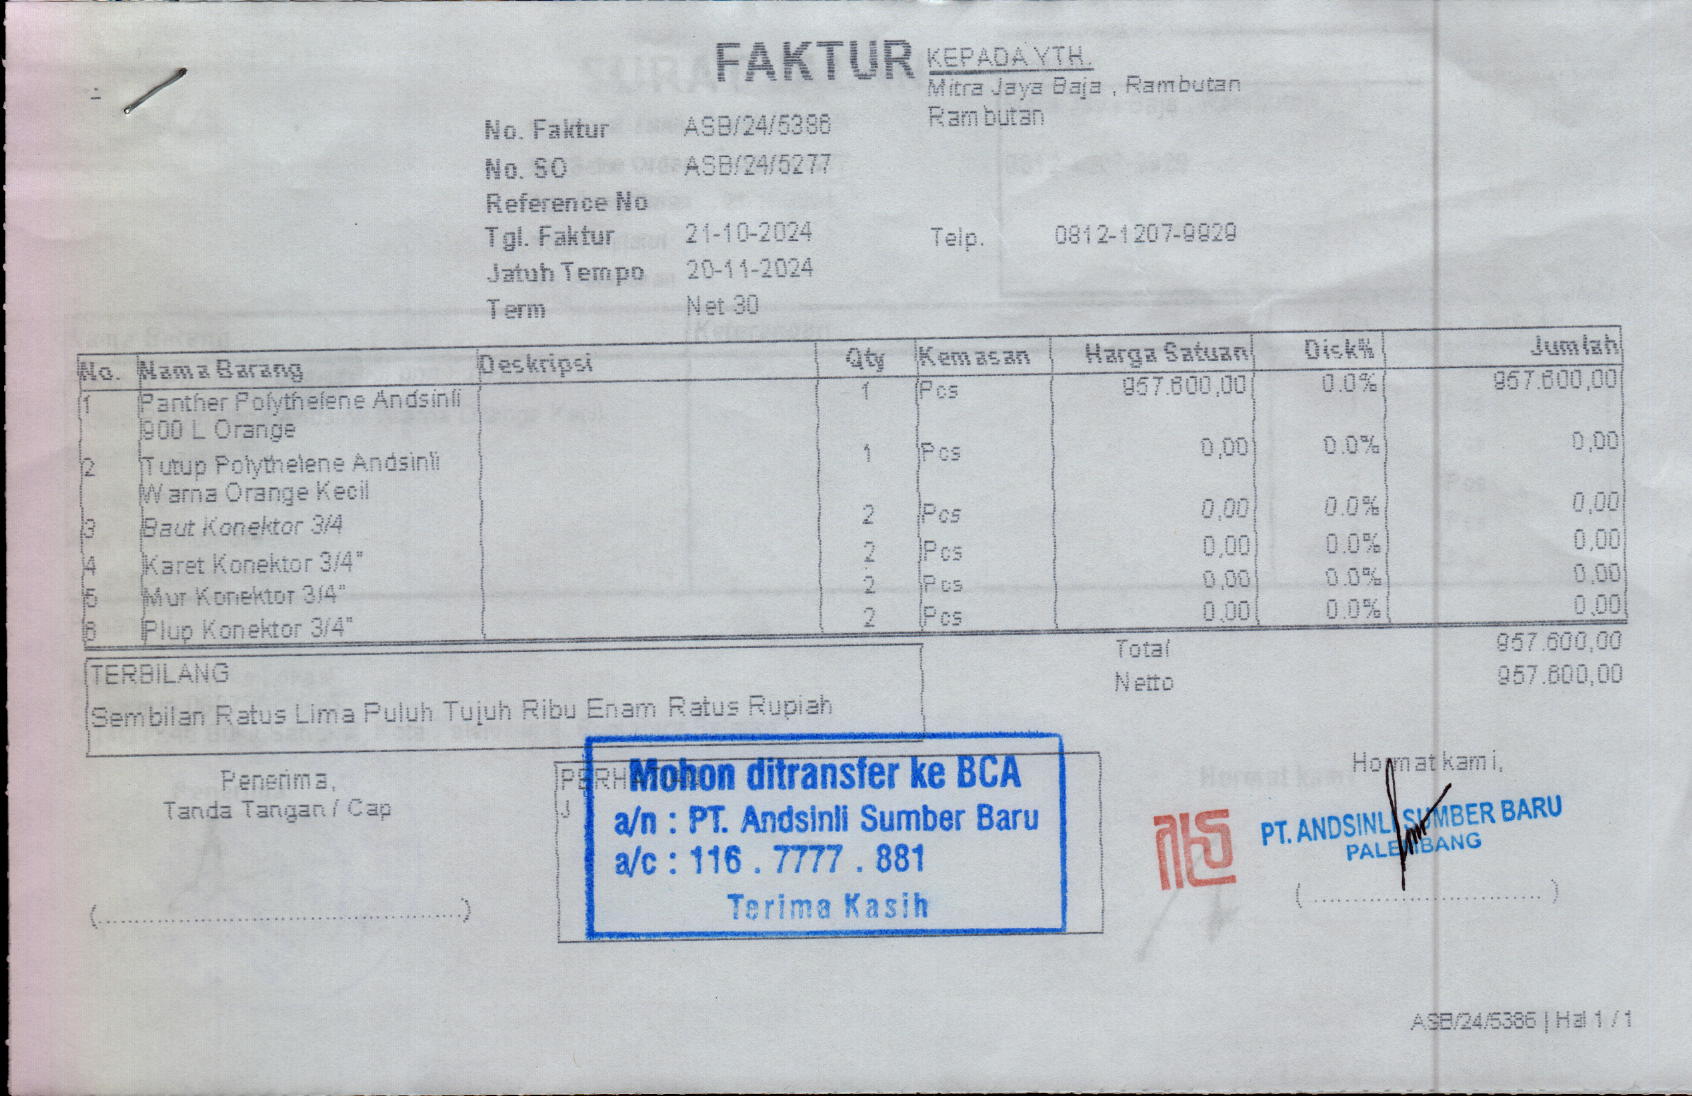 FAKTUR
KEPADA YTH.
Mitra Jaya Baja , Rambutan
Rambutan
No. Faktur ASB/24/5386
No. SO ASB/24/5277
Reference No
Tgl. Faktur 21-10-2024
Telp. 0812-1207-9929
Jatuh Tempo 20-11-2024
Term Net 30
No. Nama Barang Deskripsi Qty Kemasan Harga Satuan Disk% Jumlah
1 Panther Polythelene Andsinli 1 Pcs 957.600,00 0.0% 957.600,00
900 L Orange
2 Tutup Polythelene Andsinli 1 Pcs 0,00 0.0% 0,00
Warna Orange Kecil
3 Baut Konektor 3/4 2 Pcs 0,00 0.0% 0,00
4 Karet Konektor 3/4" 2 Pcs 0,00 0.0% 0,00
5 Mur Konektor 3/4" 2 Pcs 0,00 0.0% 0,00
6 Plup Konektor 3/4" 2 Pcs 0,00 0.0% 0,00
Total 957.600,00
Netto 957.600,00
TERBILANG
Sembilan Ratus Lima Puluh Tujuh Ribu Enam Ratus Rupiah
Penerima,
Tanda Tangan / Cap
(..........................................)
Mohon ditransfer ke BCA
a/n : PT. Andsinli Sumber Baru
a/c : 116 . 7777 . 881
Terima Kasih
Hormat kami,
PT. ANDSINLI SUMBER BARU
PALEMBANG
(..........................)
ASB/24/5386 | Hal 1 / 1